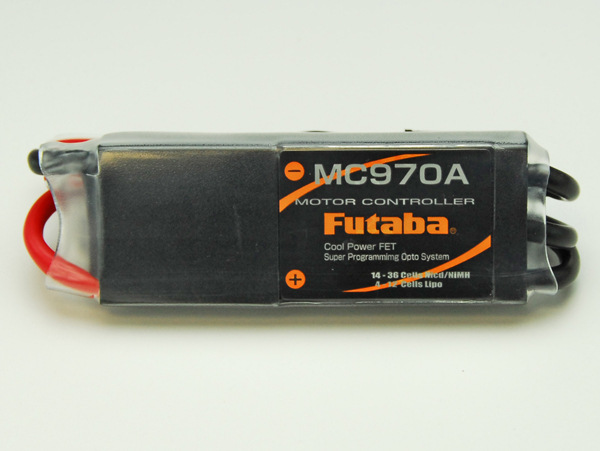 MC970A
MOTOR CONTROLLER
Futaba®
Cool Power FET
Super Programmimg Opto System
14 - 36 Cells Nicd/NiMH
4 - 12 Cells Lipo